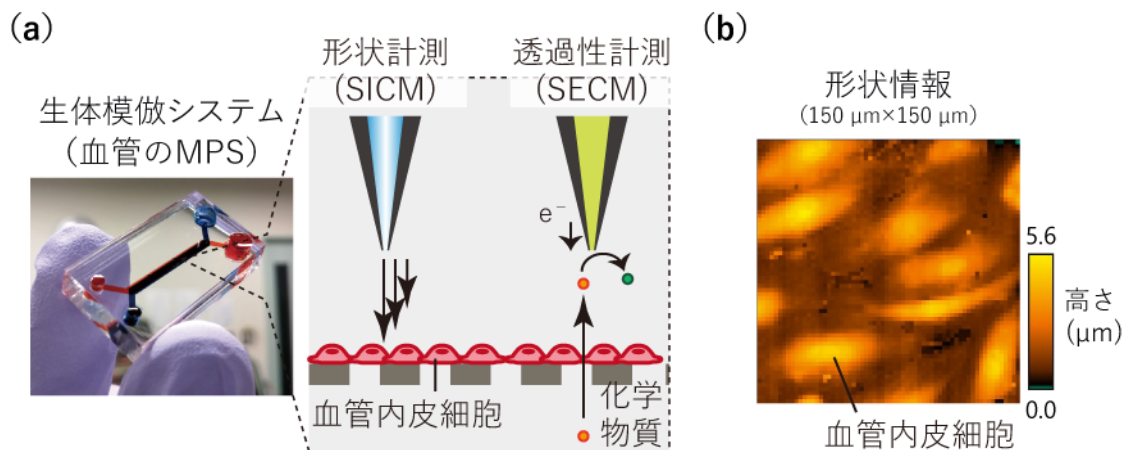 (a)
生体模倣システム
(血管のMPS)
形状計測
(SICM)
透過性計測
(SECM)
e⁻
血管内皮細胞
化学
物質
(b)
形状情報
(150 µm×150 µm)
5.6
高さ
(µm)
0.0
血管内皮細胞